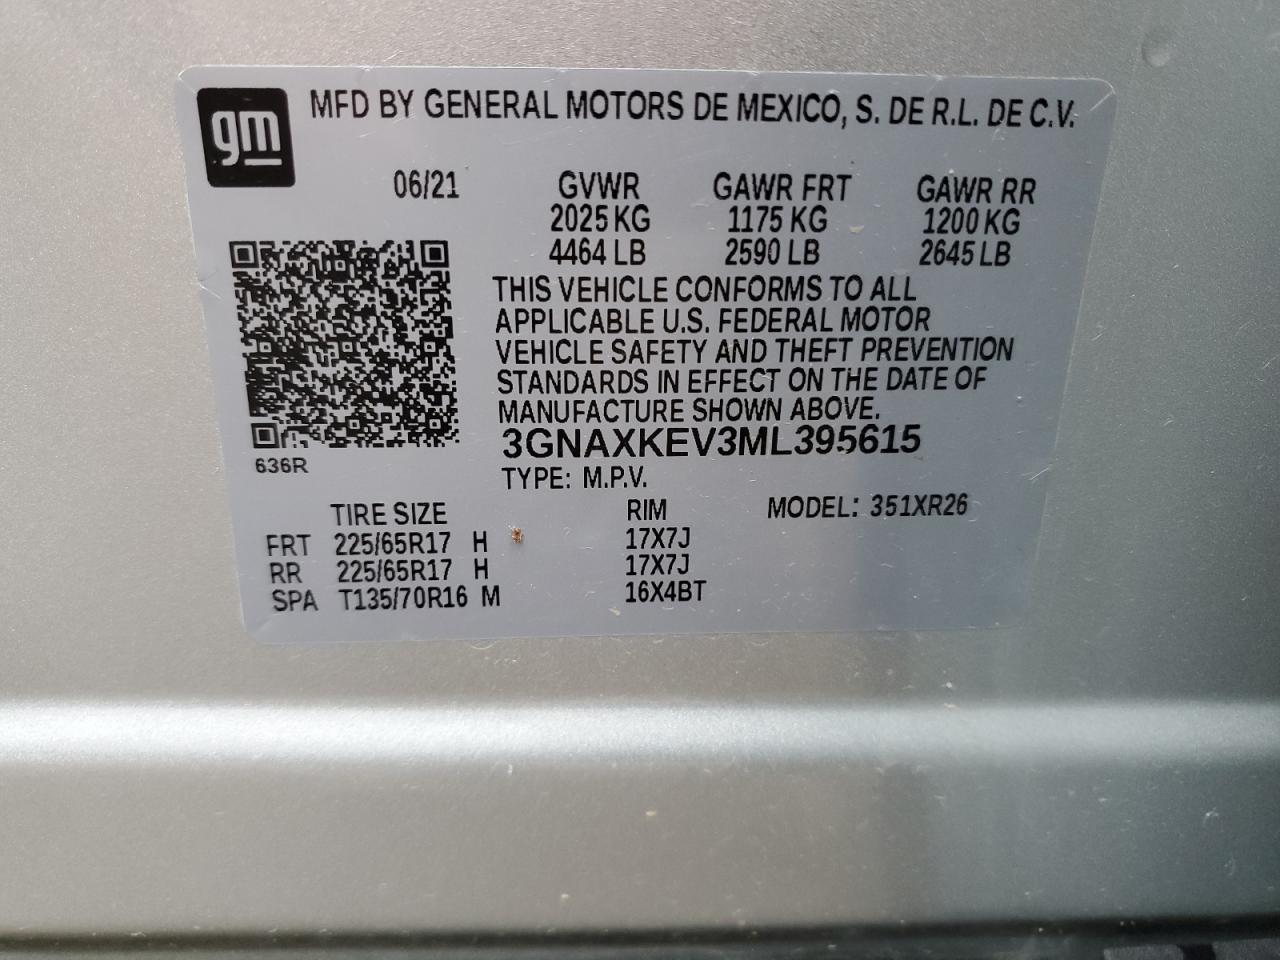 gm
MFD BY GENERAL MOTORS DE MEXICO, S. DE R.L. DE C.V.
06/21 GVWR GAWR FRT GAWR RR
2025 KG 1175 KG 1200 KG
4464 LB 2590 LB 2645 LB
THIS VEHICLE CONFORMS TO ALL
APPLICABLE U.S. FEDERAL MOTOR
VEHICLE SAFETY AND THEFT PREVENTION
STANDARDS IN EFFECT ON THE DATE OF
MANUFACTURE SHOWN ABOVE.
3GNAXKEV3ML395615
636R
TYPE: M.P.V.
TIRE SIZE RIM MODEL: 351XR26
FRT 225/65R17 H 17X7J
RR 225/65R17 H 17X7J
SPA T135/70R16 M 16X4BT